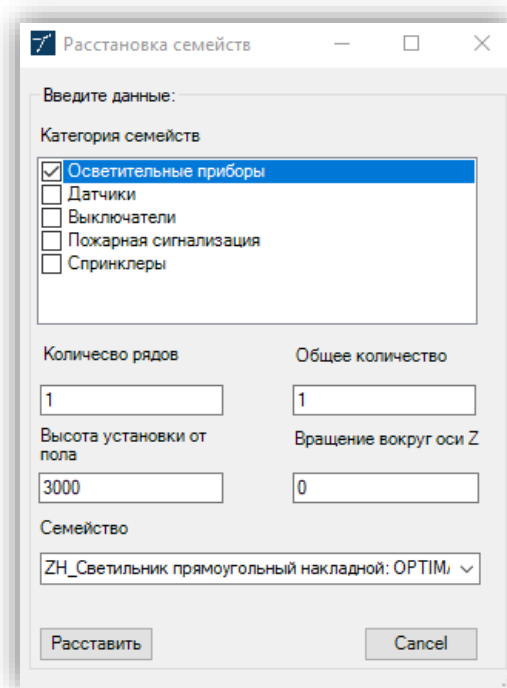 Расстановка семейств
Введите данные:
Категория семейств
Осветительные приборы
Датчики
Выключатели
Пожарная сигнализация
Спринклеры
Количесво рядов
Общее количество
1
1
Высота установки от
пола
Вращение вокруг оси Z
3000
0
Семейство
ZH_Светильник прямоугольный накладной: OPTIM
Расставить
Cancel